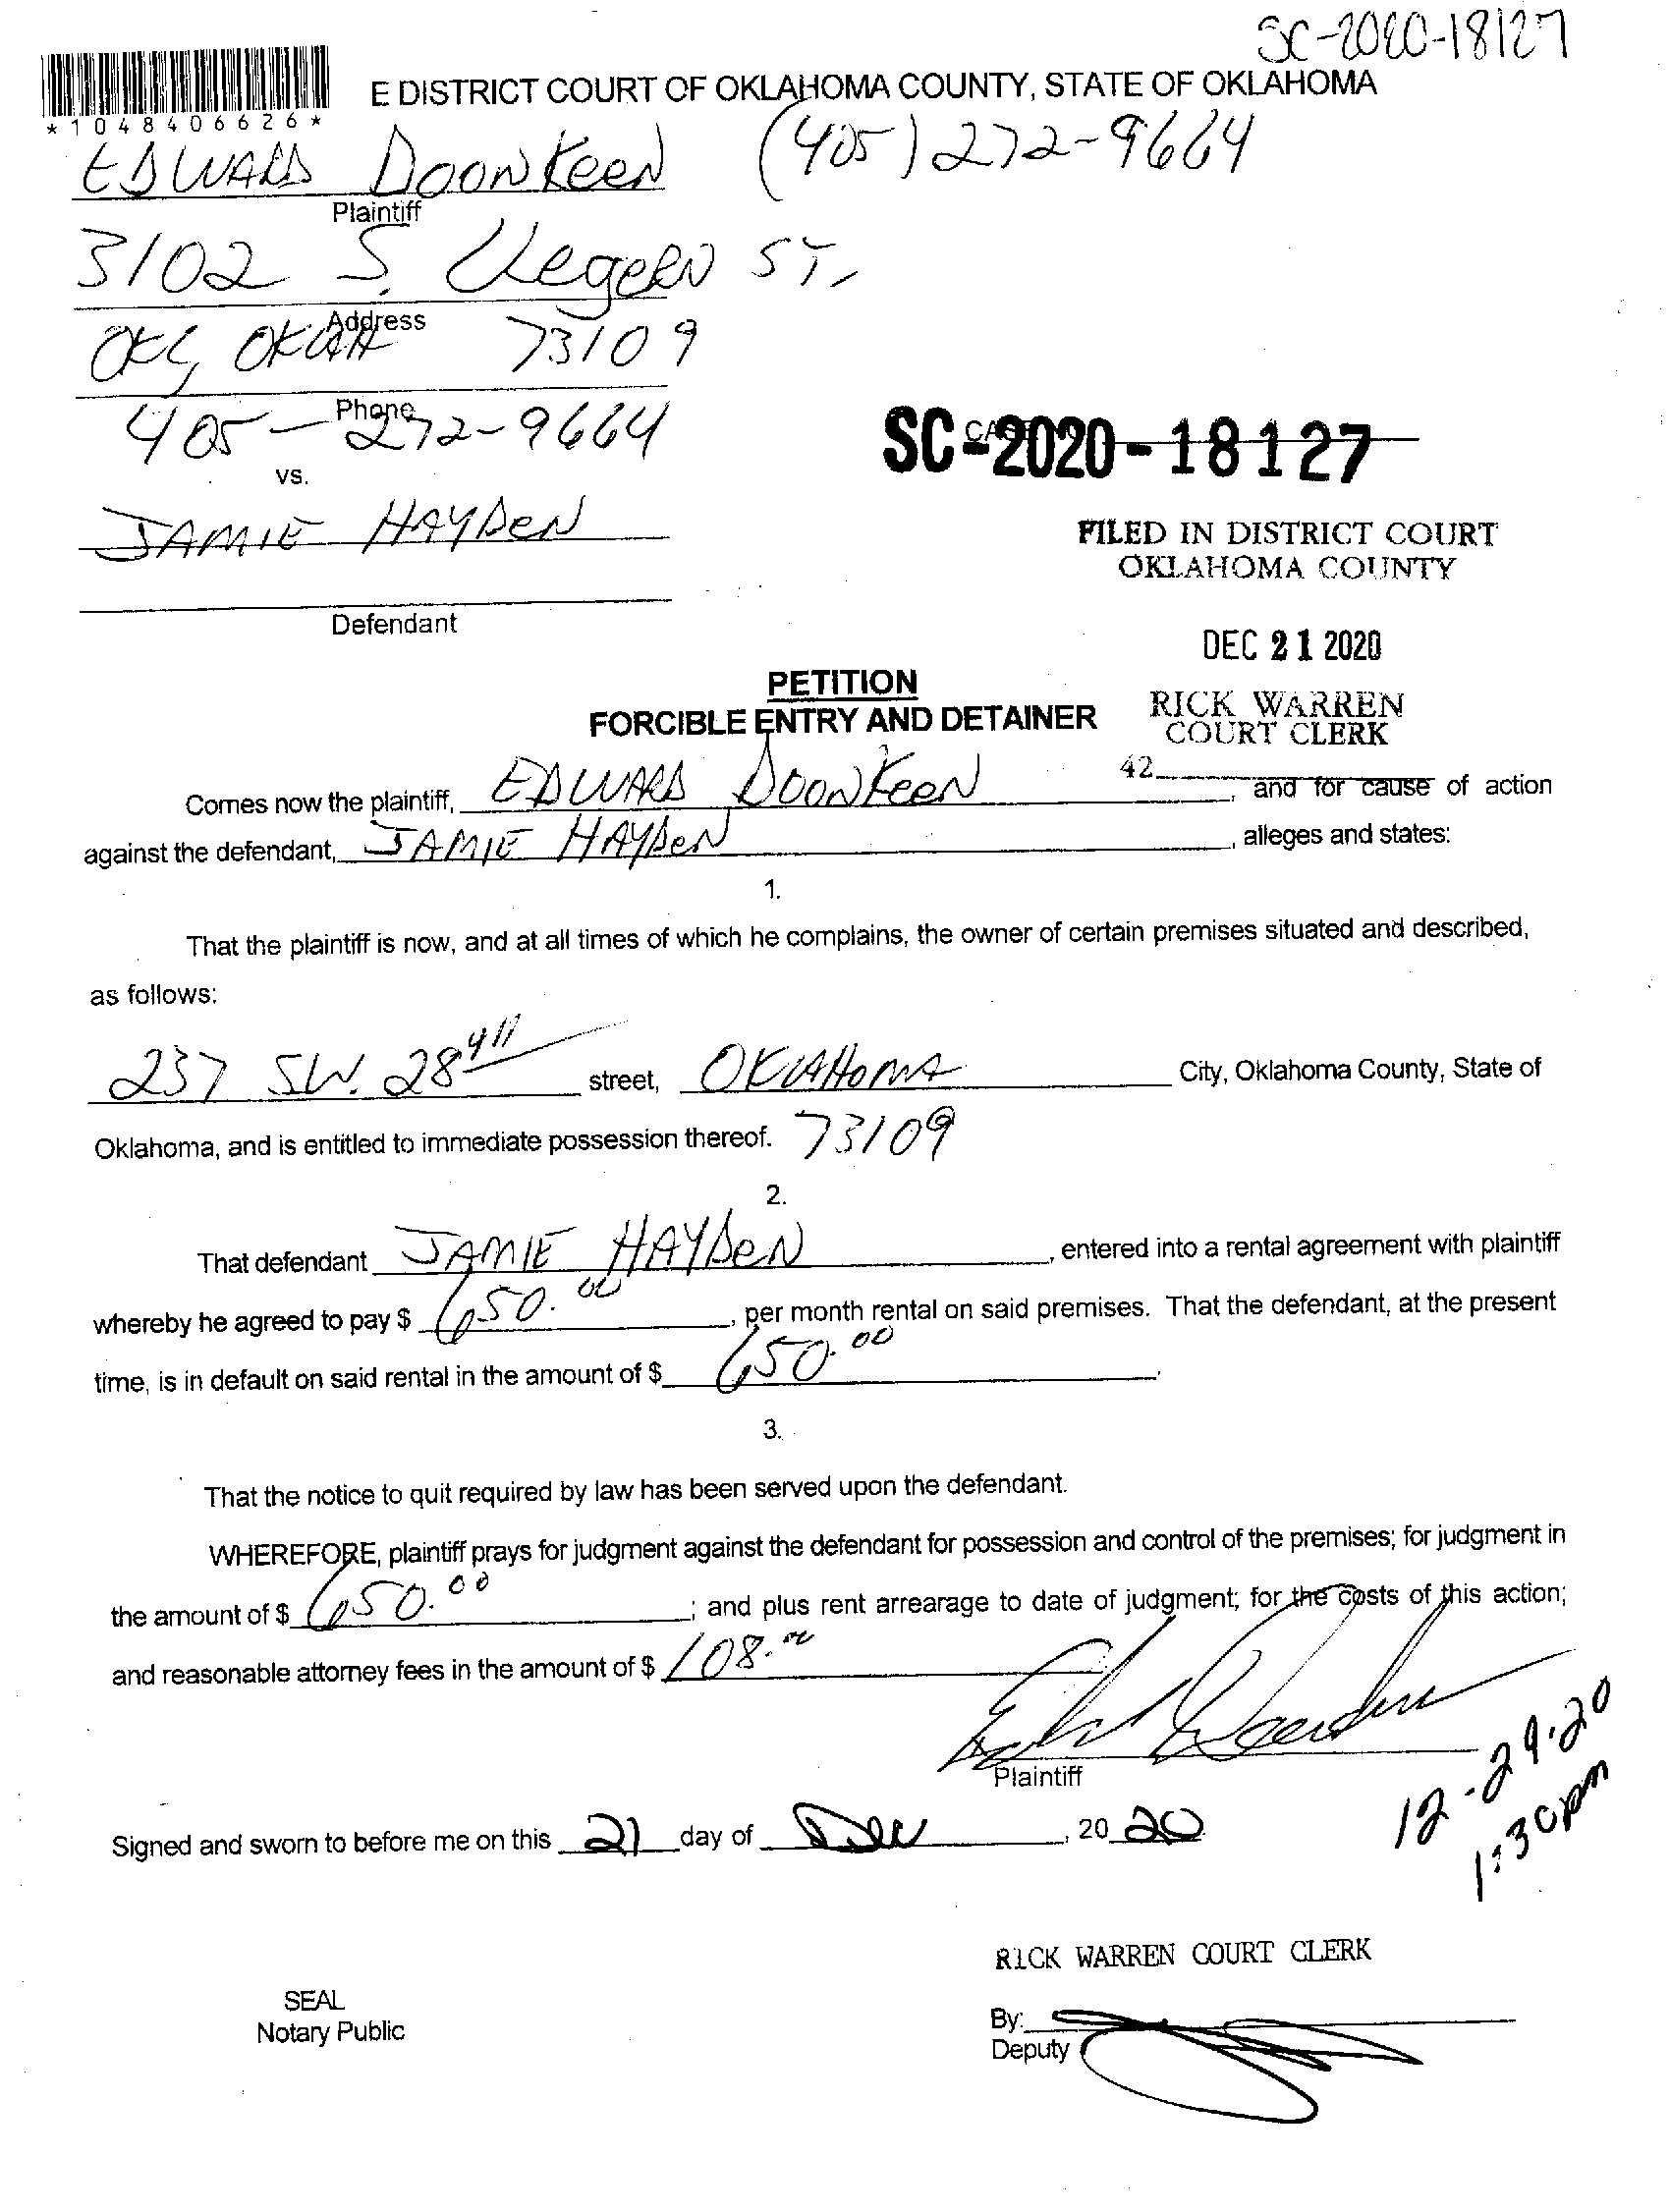 SC-2020-18127
E DISTRICT COURT OF OKLAHOMA COUNTY, STATE OF OKLAHOMA
*1048406626*
EDWARD DOONKEEN (405) 272-9664
Plaintiff
3102 S. ST.
Address
OKC, OKLA 73109
Phone
405-272-9664
SC-2020-18127
vs.
JAMIE HAYDEN
FILED IN DISTRICT COURT
OKLAHOMA COUNTY
Defendant
DEC 21 2020
PETITION
RICK WARREN
FORCIBLE ENTRY AND DETAINER
COURT CLERK
42
Comes now the plaintiff, EDWARD DOONKEEN, and for cause of action
against the defendant, JAMIE HAYDEN, alleges and states:
1.
That the plaintiff is now, and at all times of which he complains, the owner of certain premises situated and described,
as follows:
237 SW. 28TH street, OKLAHOMA City, Oklahoma County, State of
Oklahoma, and is entitled to immediate possession thereof. 73109
2.
That defendant JAMIE HAYDEN, entered into a rental agreement with plaintiff
whereby he agreed to pay $ 650.00, per month rental on said premises. That the defendant, at the present
time, is in default on said rental in the amount of $ 650.00.
3.
That the notice to quit required by law has been served upon the defendant.
WHEREFORE, plaintiff prays for judgment against the defendant for possession and control of the premises; for judgment in
the amount of $ 650.00; and plus rent arrearage to date of judgment; for the costs of this action;
and reasonable attorney fees in the amount of $ 108.00
Plaintiff
12-29-20
1:30pm
Signed and sworn to before me on this 21 day of Dec, 20 20
RICK WARREN COURT CLERK
SEAL
Notary Public
By:
Deputy